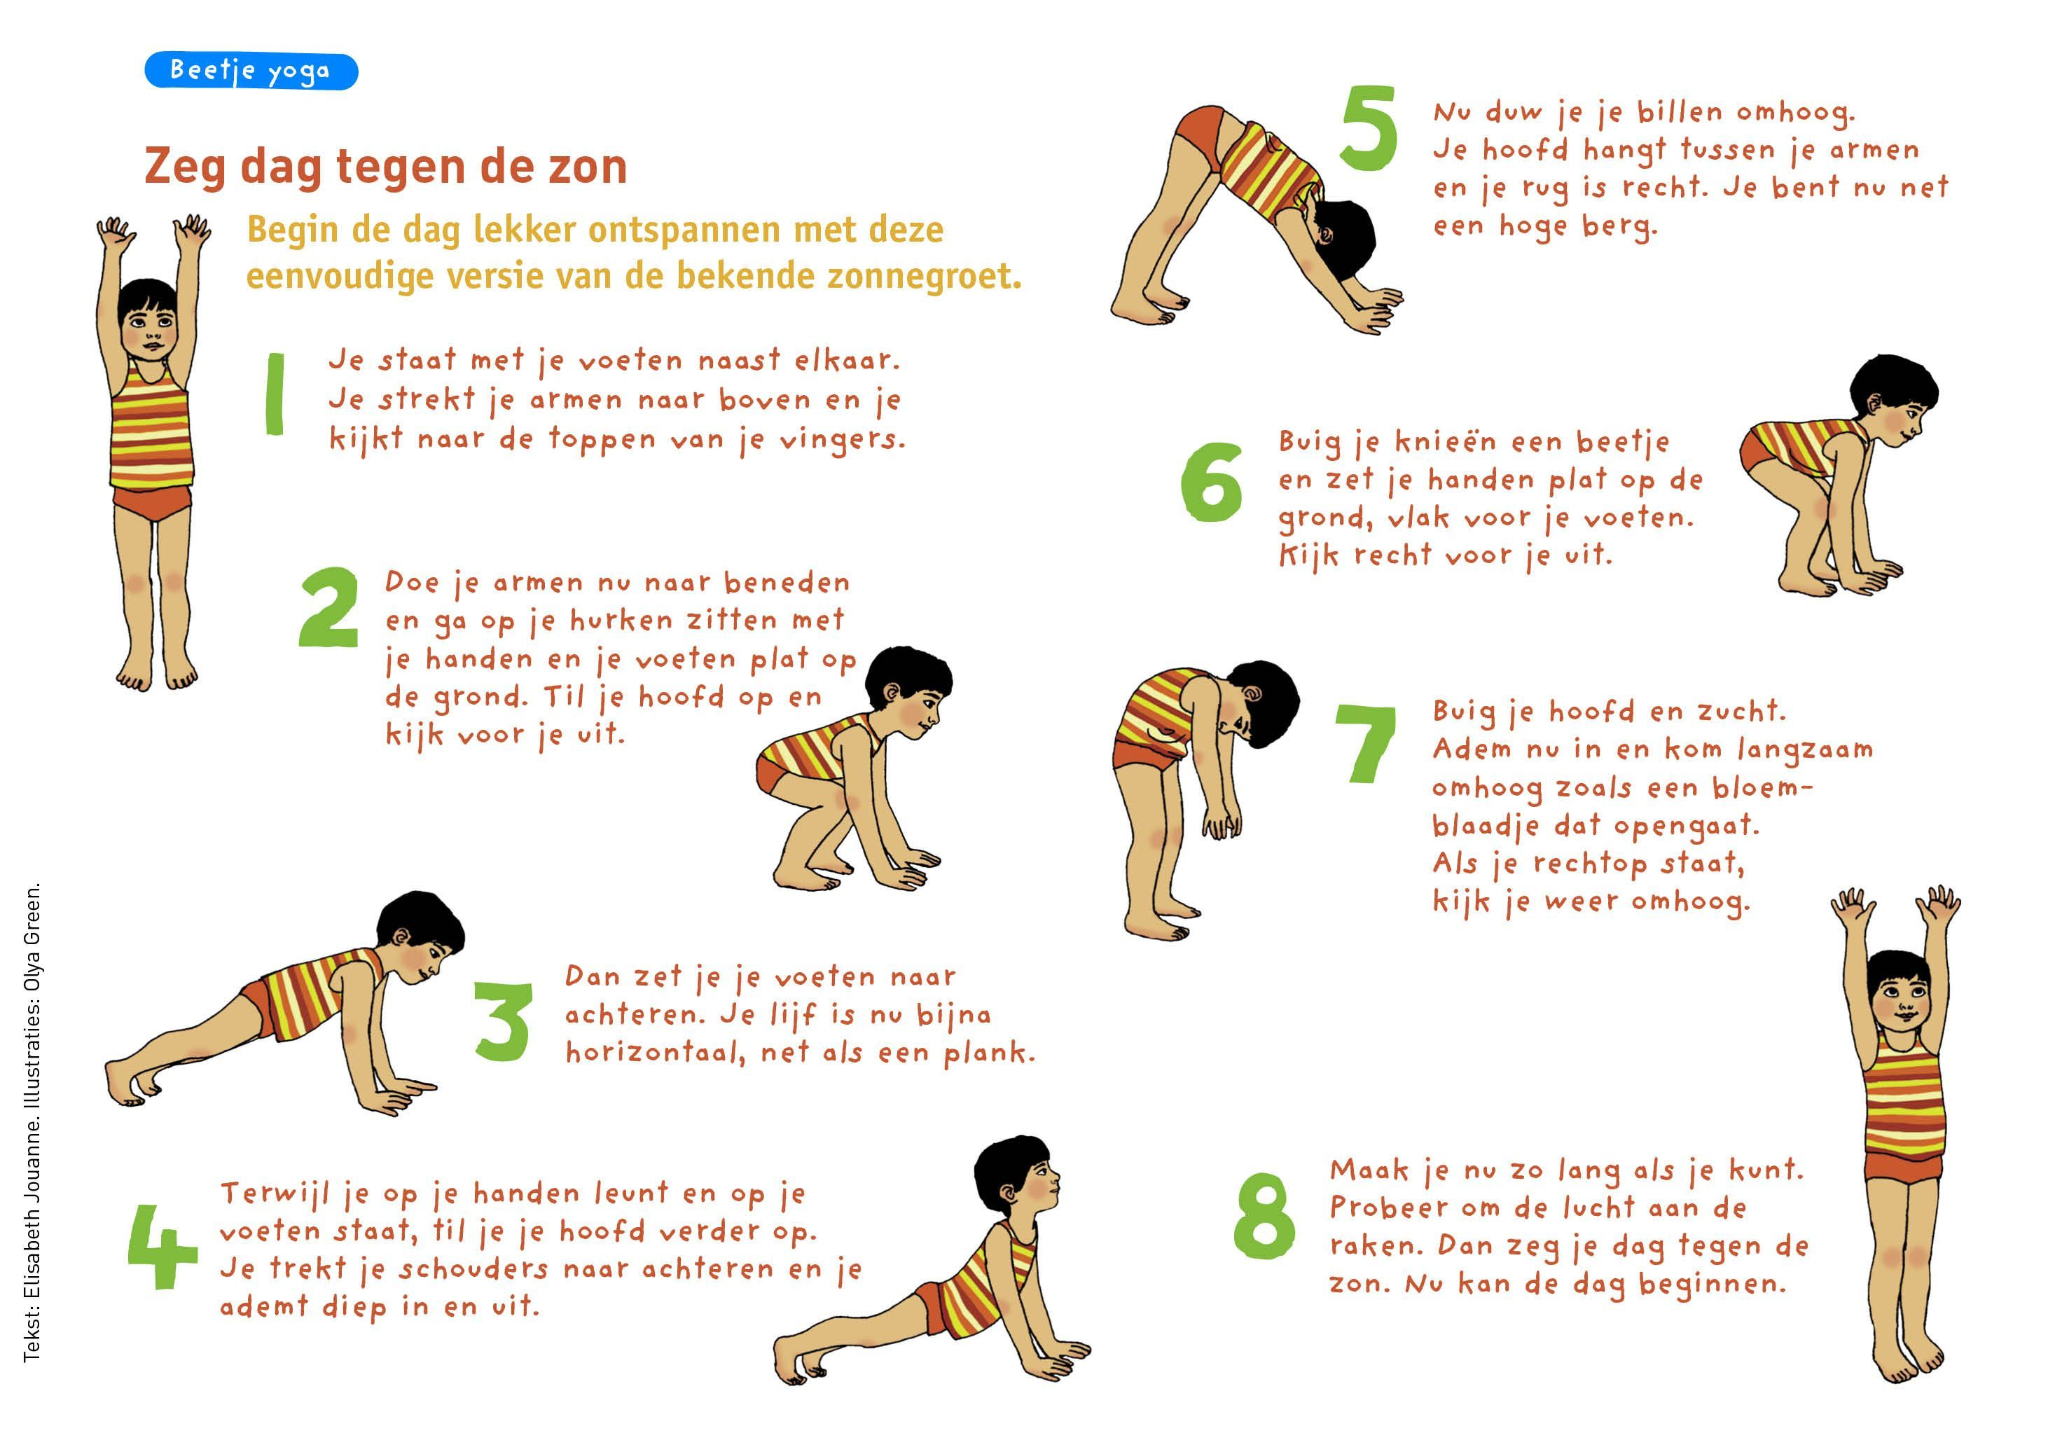 Beetje yoga
Zeg dag tegen de zon
Begin de dag lekker ontspannen met deze
eenvoudige versie van de bekende zonnegroet.
1
Je staat met je voeten naast elkaar.
Je strekt je armen naar boven en je
kijkt naar de toppen van je vingers.
2
Doe je armen nu naar beneden
en ga op je hurken zitten met
je handen en je voeten plat op
de grond. Til je hoofd op en
kijk voor je uit.
3
Dan zet je je voeten naar
achteren. Je lijf is nu bijna
horizontaal, net als een plank.
4
Terwijl je op je handen leunt en op je
voeten staat, til je je hoofd verder op.
Je trekt je schouders naar achteren en je
ademt diep in en uit.
5
Nu duw je je billen omhoog.
Je hoofd hangt tussen je armen
en je rug is recht. Je bent nu net
een hoge berg.
6
Buig je knieën een beetje
en zet je handen plat op de
grond, vlak voor je voeten.
Kijk recht voor je uit.
7
Buig je hoofd en zucht.
Adem nu in en kom langzaam
omhoog zoals een bloem-
blaadje dat opengaat.
Als je rechtop staat,
kijk je weer omhoog.
8
Maak je nu zo lang als je kunt.
Probeer om de lucht aan de
raken. Dan zeg je dag tegen de
zon. Nu kan de dag beginnen.
Tekst: Elisabeth Jouanne. Illustraties: Olya Green.